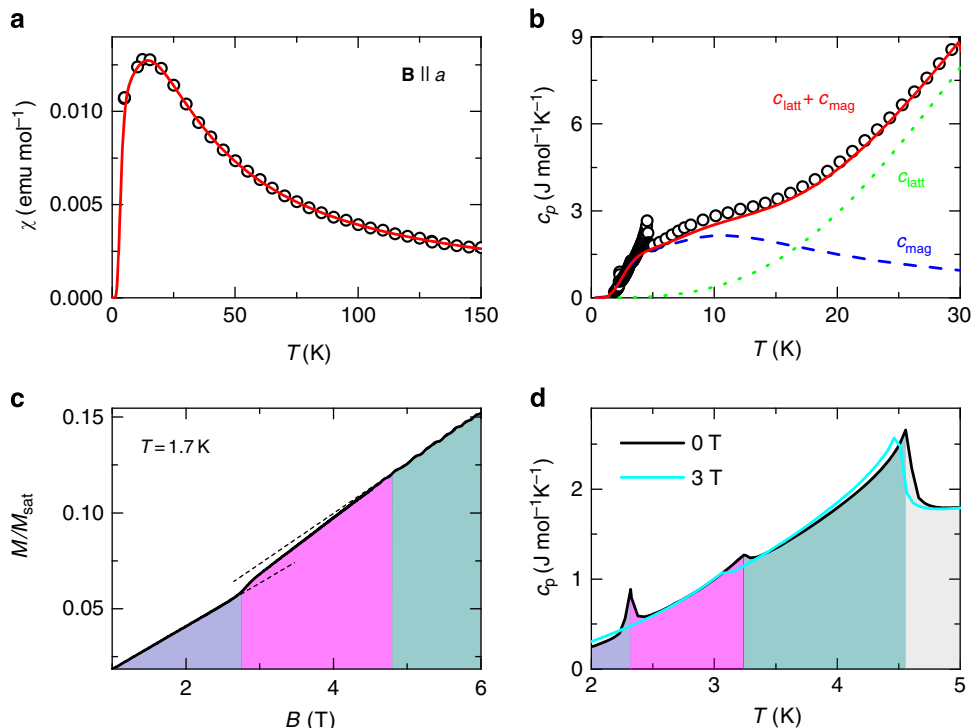 a
χ (emu mol⁻¹)
0.010
0.005
0.000
B || a
0
50
100
150
T (K)
b
cₚ (J mol⁻¹K⁻¹)
9
6
3
0
c_latt + c_mag
c_latt
c_mag
0
10
20
30
T (K)
c
M/M_sat
0.15
0.10
0.05
T = 1.7 K
2
4
6
B (T)
d
cₚ (J mol⁻¹K⁻¹)
2
1
0
0 T
3 T
2
3
4
5
T (K)